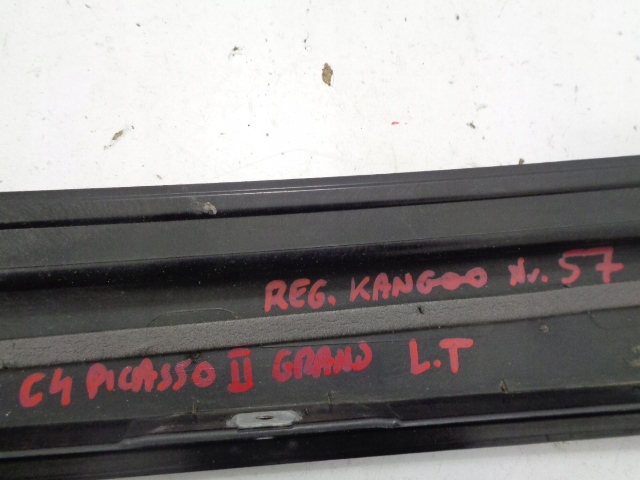 REG. KANGOO Nr. 57
C4 PICASSO II GRAND L.T